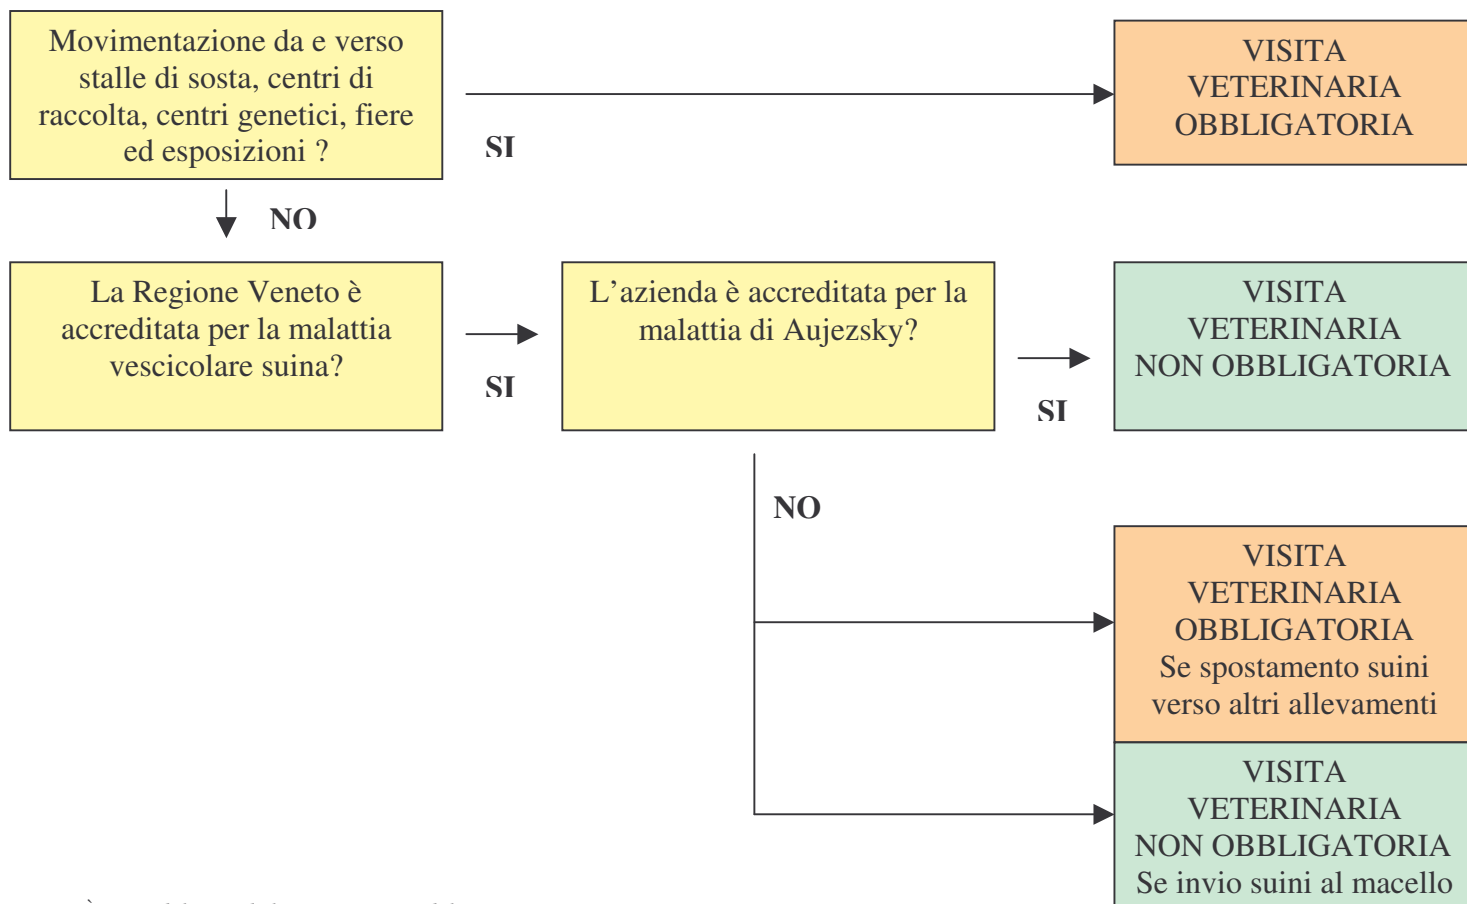 Movimentazione da e verso
stalle di sosta, centri di
raccolta, centri genetici, fiere
ed esposizioni ?
VISITA
VETERINARIA
OBBLIGATORIA
SI
NO
La Regione Veneto è
accreditata per la malattia
vescicolare suina?
SI
L'azienda è accreditata per la
malattia di Aujezsky?
SI
VISITA
VETERINARIA
NON OBBLIGATORIA
NO
VISITA
VETERINARIA
OBBLIGATORIA
Se spostamento suini
verso altri allevamenti
VISITA
VETERINARIA
NON OBBLIGATORIA
Se invio suini al macello